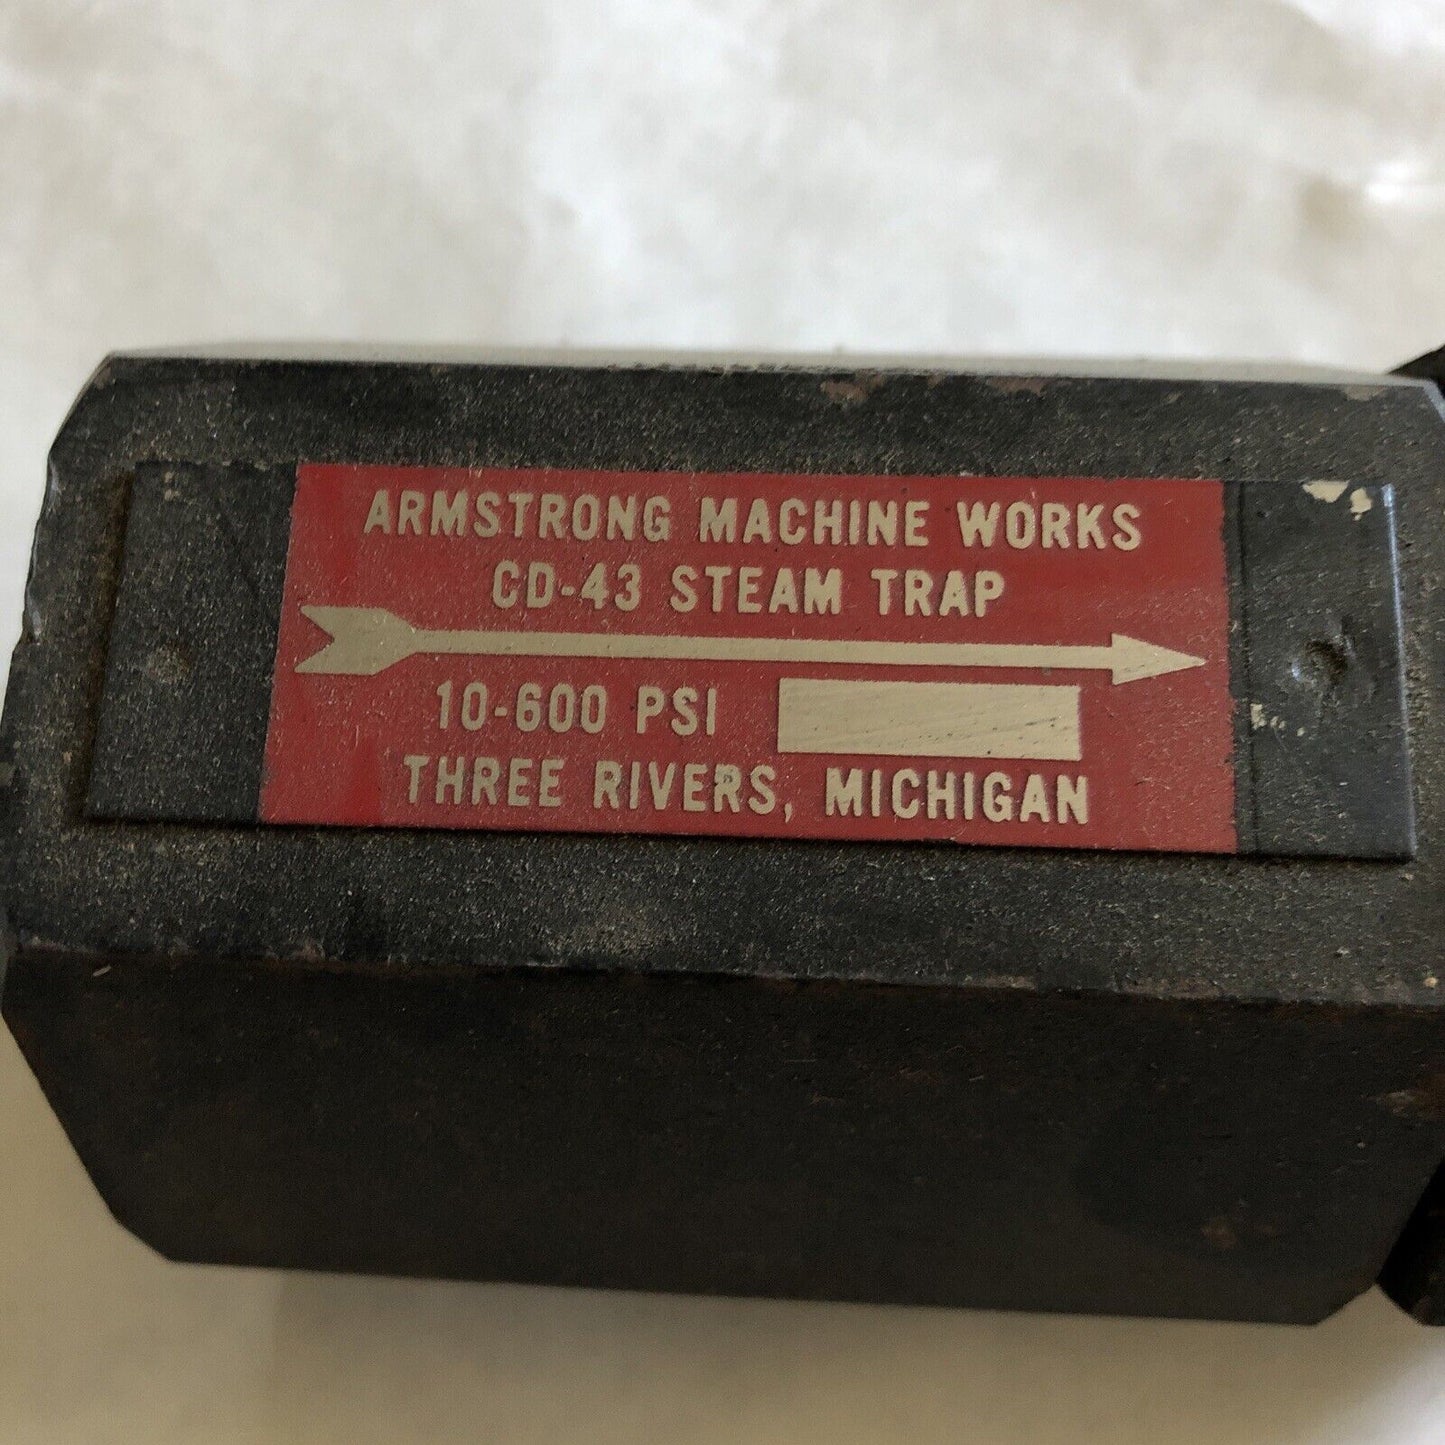 ARMSTRONG MACHINE WORKS
CD-43 STEAM TRAP
10-600 PSI
THREE RIVERS, MICHIGAN